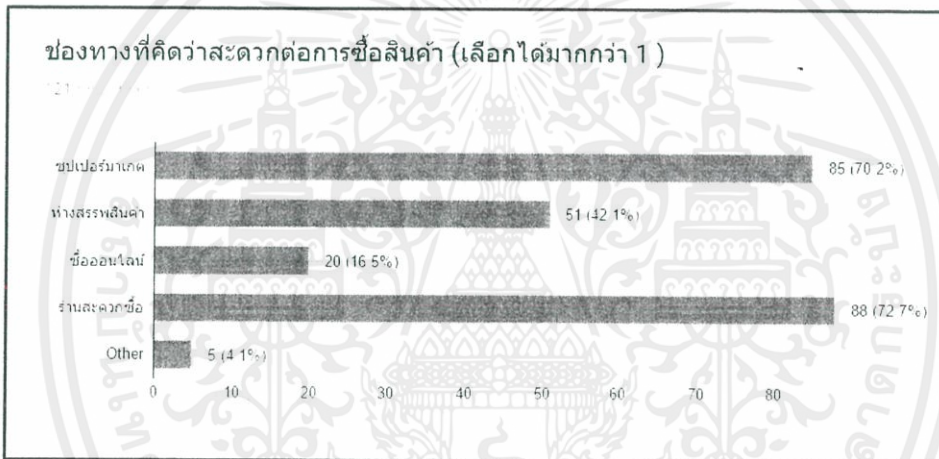 ช่องทางที่คิดว่าสะดวกต่อการซื้อสินค้า (เลือกได้มากกว่า 1 )
121
ซปเปอร์มาเกต 85 (70 2%)
ห่างสรรพสินค้า 51 (42 1%)
ซื้อออนไลน์ 20 (16 5%)
ร้านสะดวกซื้อ 88 (72 7%)
Other 5 (4 1%)
0 10 20 30 40 50 60 70 80